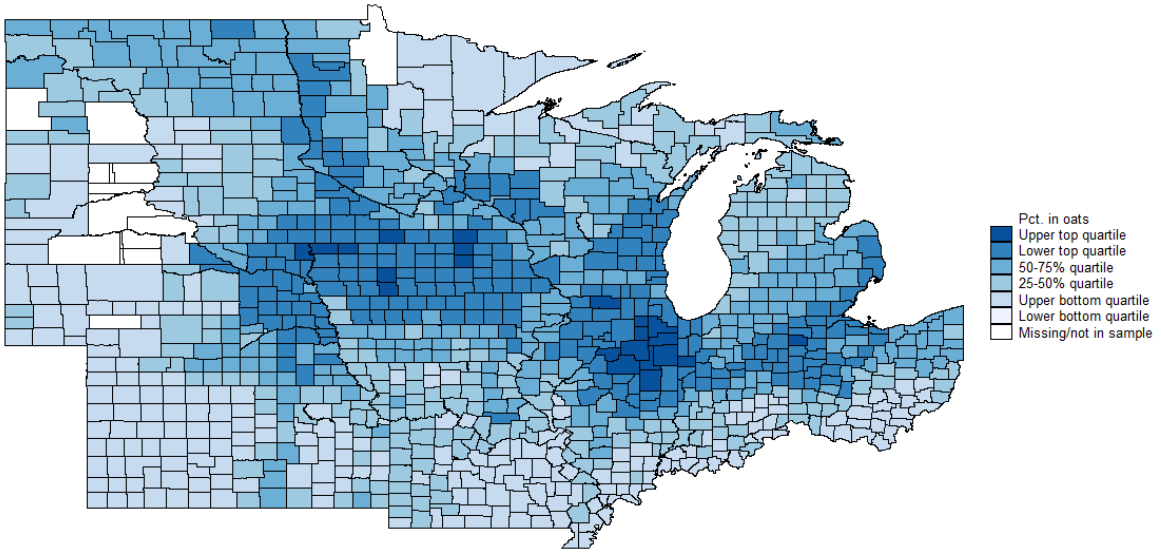 Pct. in oats
Upper top quartile
Lower top quartile
50-75% quartile
25-50% quartile
Upper bottom quartile
Lower bottom quartile
Missing/not in sample